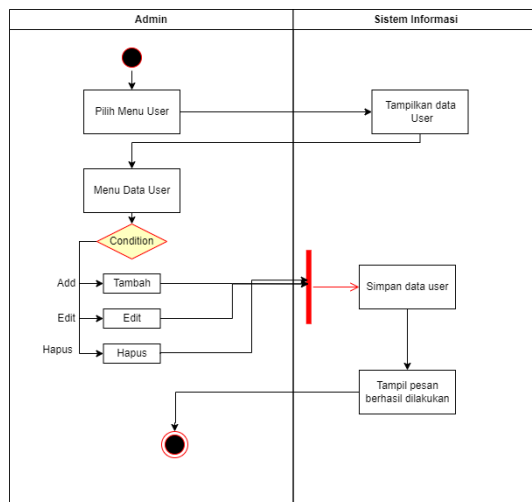 Admin
Sistem Informasi
Pilih Menu User
Tampilkan data
User
Menu Data User
Condition
Add
Tambah
Simpan data user
Edit
Edit
Hapus
Hapus
Tampil pesan
berhasil dilakukan